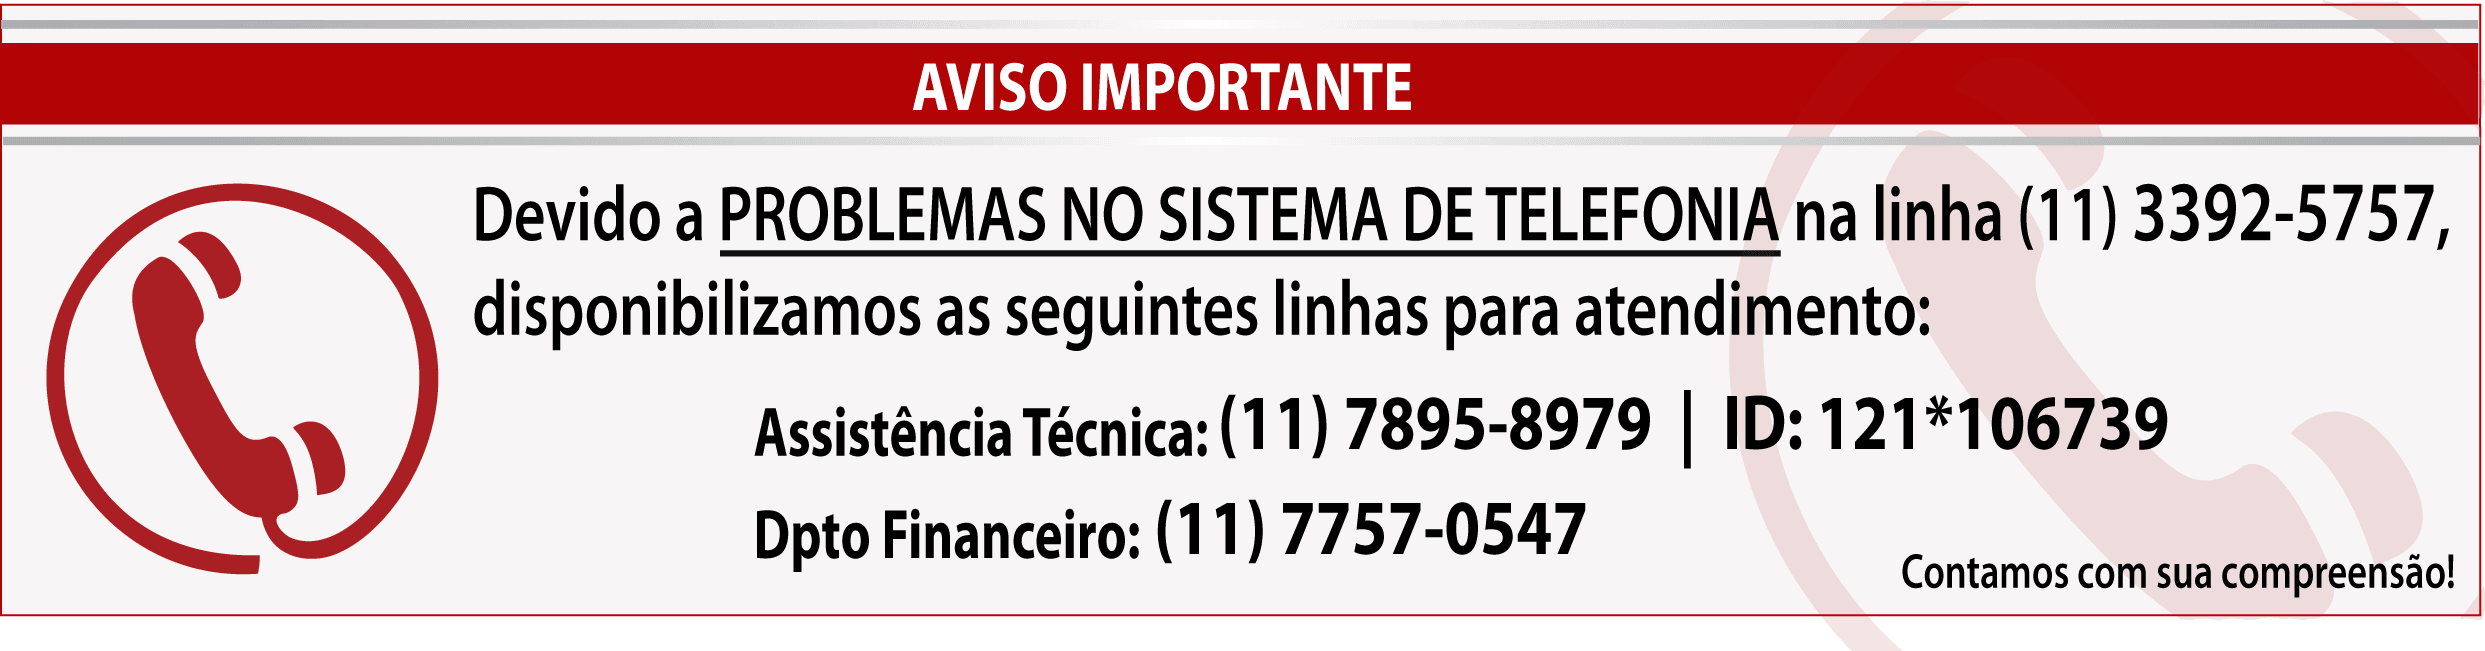 AVISO IMPORTANTE
Devido a PROBLEMAS NO SISTEMA DE TELEFONIA na linha (11) 3392-5757,
disponibilizamos as seguintes linhas para atendimento:
Assistência Técnica: (11) 7895-8979 | ID: 121*106739
Dpto Financeiro: (11) 7757-0547
Contamos com sua compreensão!